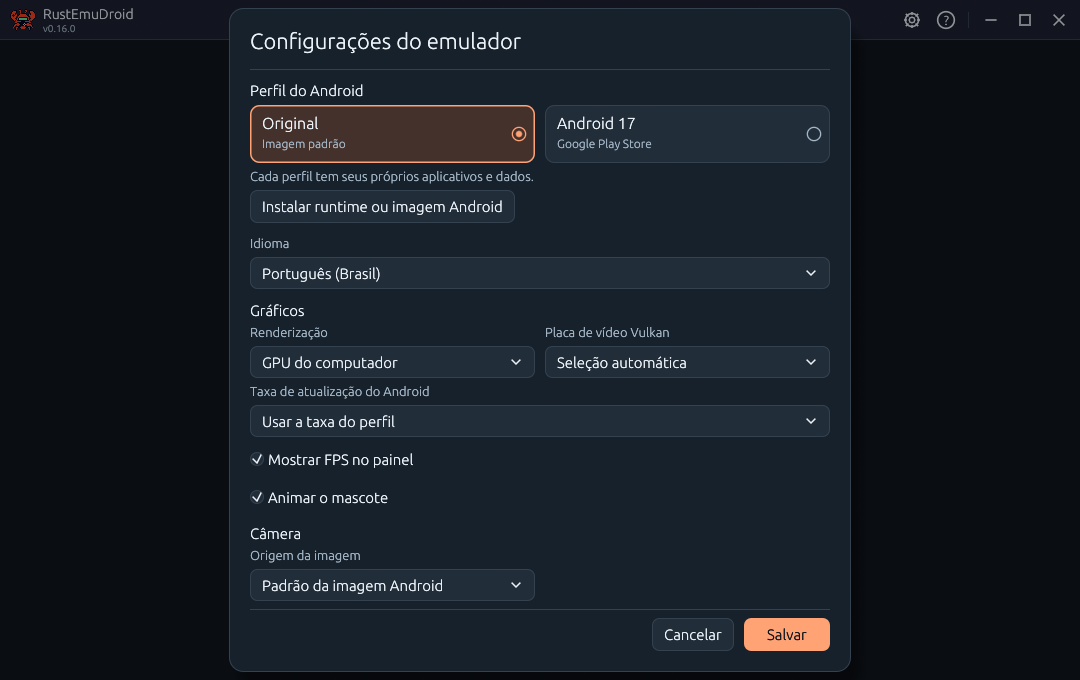 RustEmuDroid
v0.16.0
Configurações do emulador
Perfil do Android
Original
Imagem padrão
Android 17
Google Play Store
Cada perfil tem seus próprios aplicativos e dados.
Instalar runtime ou imagem Android
Idioma
Português (Brasil)
Gráficos
Renderização
Placa de vídeo Vulkan
GPU do computador
Seleção automática
Taxa de atualização do Android
Usar a taxa do perfil
Mostrar FPS no painel
Animar o mascote
Câmera
Origem da imagem
Padrão da imagem Android
Cancelar
Salvar